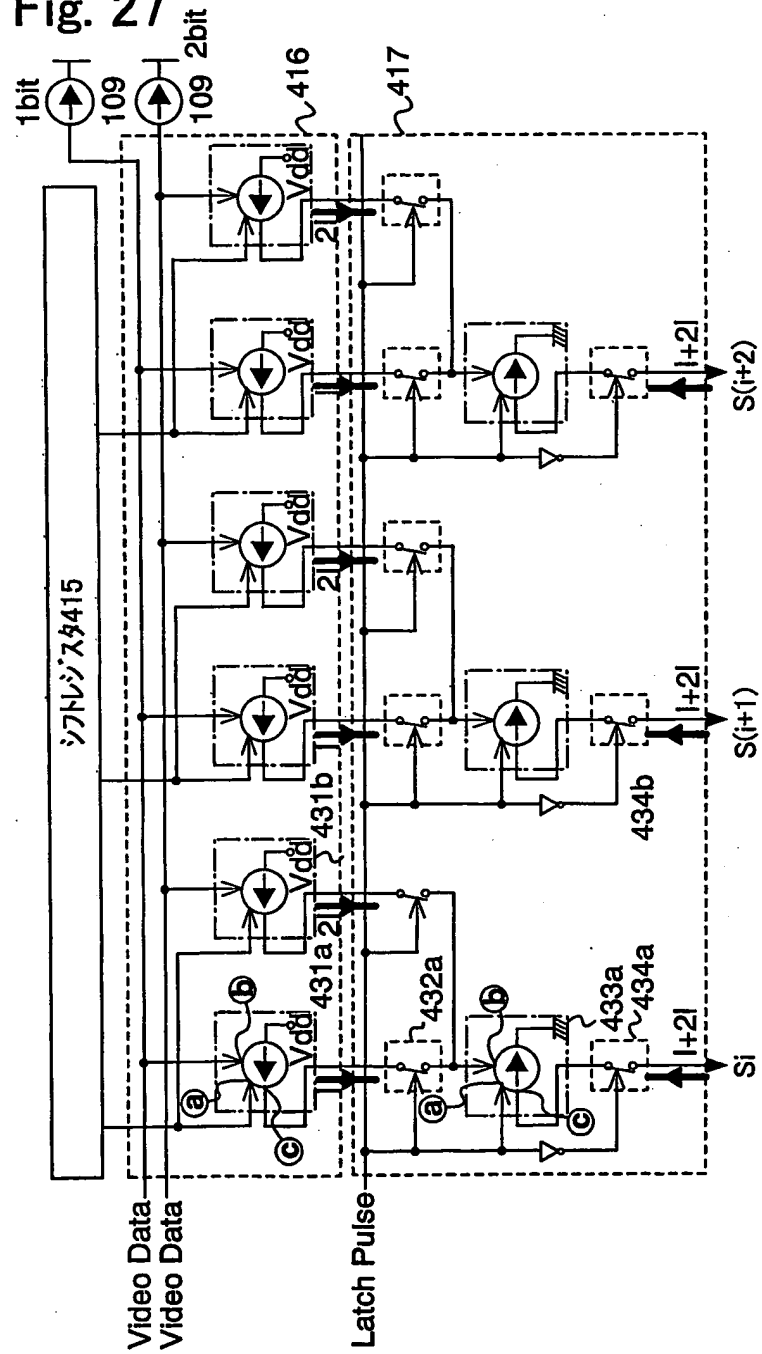 Fig. 27
1bit
109
2bit
109
シフトレジスタ415
Video Data
Video Data
416
Vdd
Vdd
Vdd
Vdd
Vdd
Vdd
ⓐ
ⓑ
ⓒ
431a
431b
I
2I
I
2I
I
2I
Latch Pulse
417
432a
ⓐ
ⓑ
ⓒ
433a
434a
434b
I+2I
I+2I
I+2I
Si
S(i+1)
S(i+2)